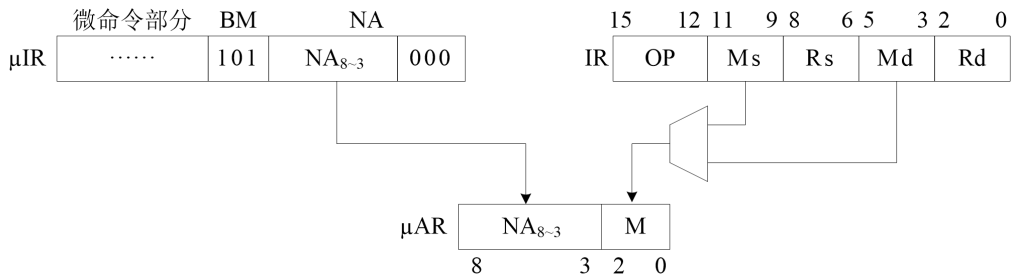 微命令部分 BM NA 15 12 11 9 8 6 5 3 2 0
μIR ...... 101 NA8~3 000 IR OP Ms Rs Md Rd
μAR NA8~3 M
8 3 2 0